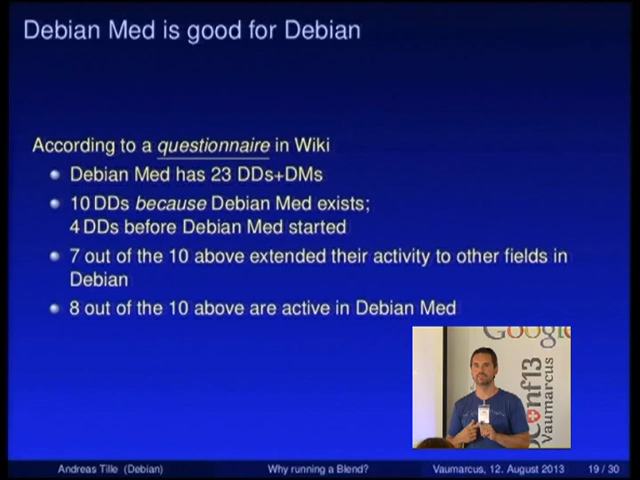 Debian Med is good for Debian
According to a questionnaire in Wiki
Debian Med has 23 DDs+DMs
10 DDs because Debian Med exists;
4 DDs before Debian Med started
7 out of the 10 above extended their activity to other fields in
Debian
8 out of the 10 above are active in Debian Med
Google
conf13
Vaumarcus
Andreas Tille (Debian) Why running a Blend? Vaumarcus, 12. August 2013 19 / 30